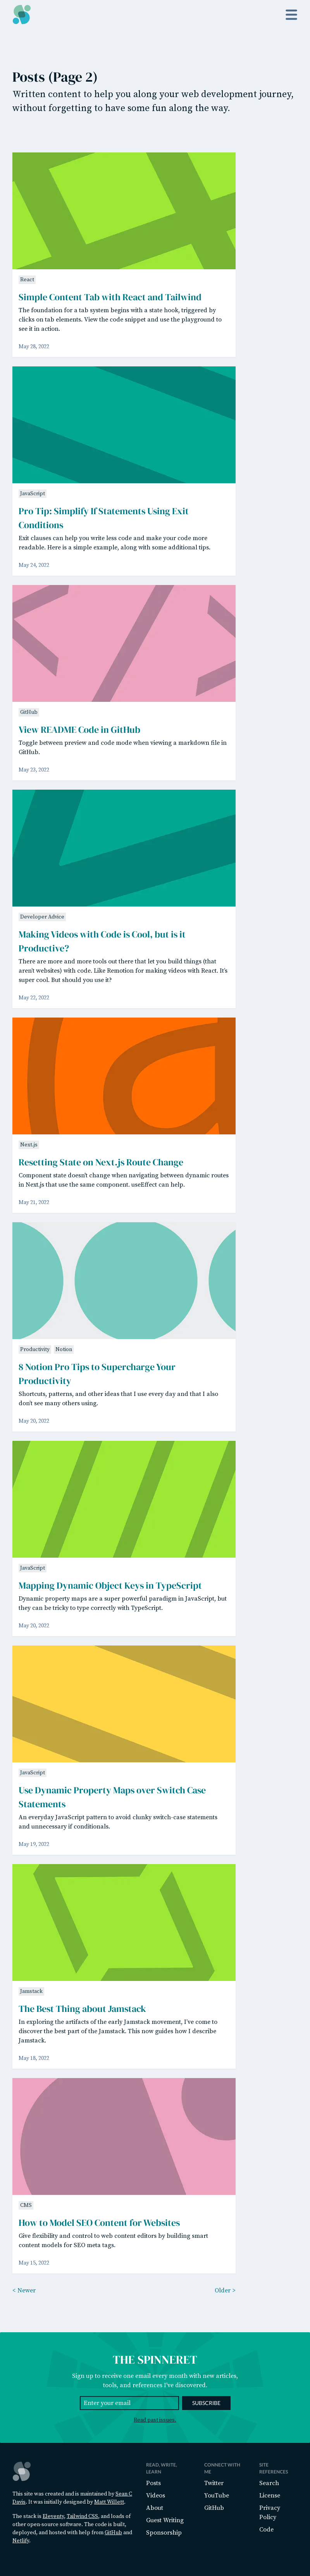 Posts (Page 2)
Written content to help you along your web development journey,
without forgetting to have some fun along the way.
React
Simple Content Tab with React and Tailwind
The foundation for a tab system begins with a state hook, triggered by
clicks on tab elements. View the code snippet and use the playground to
see it in action.
May 28, 2022
JavaScript
Pro Tip: Simplify If Statements Using Exit
Conditions
Exit clauses can help you write less code and make your code more
readable. Here is a simple example, along with some additional tips.
May 24, 2022
GitHub
View README Code in GitHub
Toggle between preview and code mode when viewing a markdown file in
GitHub.
May 23, 2022
Developer Advice
Making Videos with Code is Cool, but is it
Productive?
There are more and more tools out there that let you build things (that
aren't websites) with code. Like Remotion for making videos with React. It's
super cool. But should you use it?
May 22, 2022
Next.js
Resetting State on Next.js Route Change
Component state doesn't change when navigating between dynamic routes
in Next.js that use the same component. useEffect can help.
May 21, 2022
Productivity Notion
8 Notion Pro Tips to Supercharge Your
Productivity
Shortcuts, patterns, and other ideas that I use every day and that I also
don't see many others using.
May 20, 2022
JavaScript
Mapping Dynamic Object Keys in TypeScript
Dynamic property maps are a super powerful paradigm in JavaScript, but
they can be tricky to type correctly with TypeScript.
May 20, 2022
JavaScript
Use Dynamic Property Maps over Switch Case
Statements
An everyday JavaScript pattern to avoid clunky switch-case statements
and unnecessary if conditionals.
May 19, 2022
Jamstack
The Best Thing about Jamstack
In exploring the artifacts of the early Jamstack movement, I've come to
discover the best part of the Jamstack. This now guides how I describe
Jamstack.
May 18, 2022
CMS
How to Model SEO Content for Websites
Give flexibility and control to web content editors by building smart
content models for SEO meta tags.
May 15, 2022
< Newer
Older >
THE SPINNERET
Sign up to receive one email every month with new articles,
tools, and references I've discovered.
Enter your email
SUBSCRIBE
Read past issues.
This site was created and is maintained by Sean C
Davis. It was initially designed by Matt Willett.
The stack is Eleventy, Tailwind CSS, and loads of
other open-source software. The code is built,
deployed, and hosted with help from GitHub and
Netlify.
READ, WRITE,
LEARN
Posts
Videos
About
Guest Writing
Sponsorship
CONNECT WITH
ME
Twitter
YouTube
GitHub
SITE
REFERENCES
Search
License
Privacy
Policy
Code